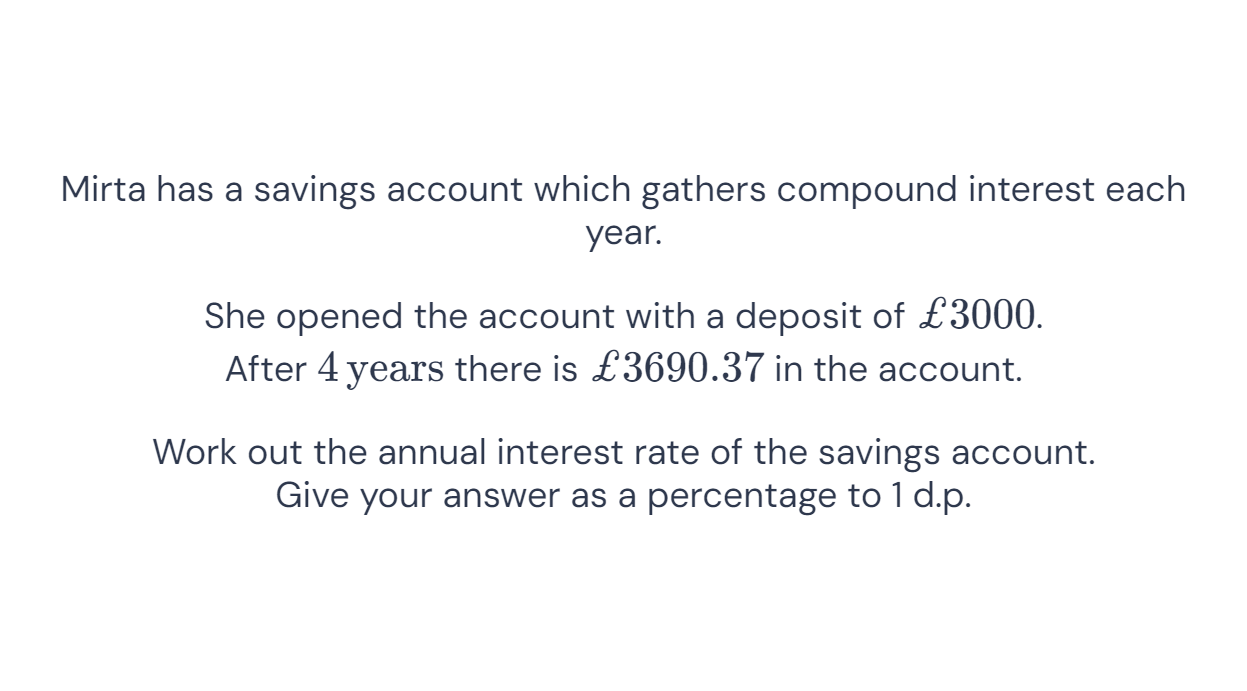 Mirta has a savings account which gathers compound interest each
year.
She opened the account with a deposit of £3000.
After 4 years there is £3690.37 in the account.
Work out the annual interest rate of the savings account.
Give your answer as a percentage to 1 d.p.